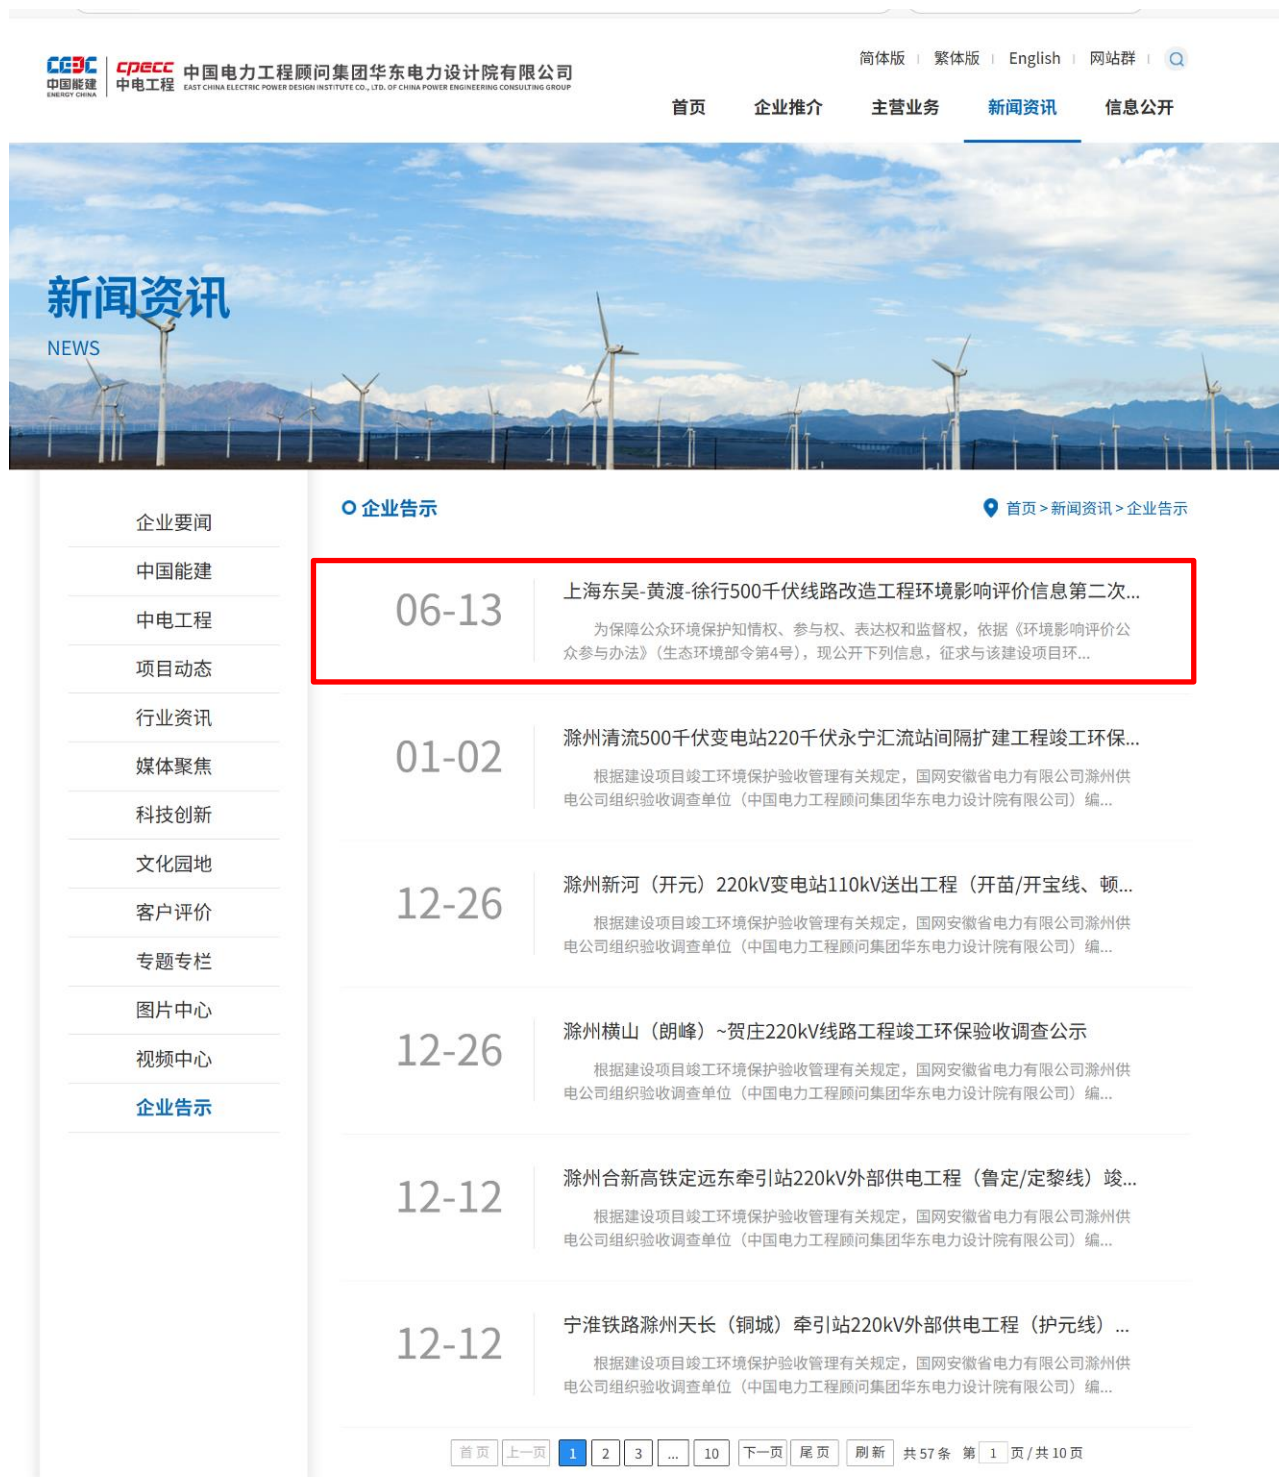 CEEC
中国能建
ENERGY CHINA
cpecc
中电工程
中国电力工程顾问集团华东电力设计院有限公司
EAST CHINA ELECTRIC POWER DESIGN INSTITUTE CO., LTD. OF CHINA POWER ENGINEERING CONSULTING GROUP
简体版 繁体版 English 网站群
首页 企业推介 主营业务 新闻资讯 信息公开
新闻资讯
NEWS
企业要闻
中国能建
中电工程
项目动态
行业资讯
媒体聚焦
科技创新
文化园地
客户评价
专题专栏
图片中心
视频中心
企业告示
企业告示
首页 > 新闻资讯 > 企业告示
06-13
上海东吴-黄渡-徐行500千伏线路改造工程环境影响评价信息第二次...
为保障公众环境保护知情权、参与权、表达权和监督权，依据《环境影响评价公
众参与办法》（生态环境部令第4号），现公开下列信息，征求与该建设项目环...
01-02
滁州清流500千伏变电站220千伏永宁汇流站间隔扩建工程竣工环保...
根据建设项目竣工环境保护验收管理有关规定，国网安徽省电力有限公司滁州供
电公司组织验收调查单位（中国电力工程顾问集团华东电力设计院有限公司）编...
12-26
滁州新河（开元）220kV变电站110kV送出工程（开苗/开宝线、顿...
根据建设项目竣工环境保护验收管理有关规定，国网安徽省电力有限公司滁州供
电公司组织验收调查单位（中国电力工程顾问集团华东电力设计院有限公司）编...
12-26
滁州横山（朗峰）~贺庄220kV线路工程竣工环保验收调查公示
根据建设项目竣工环境保护验收管理有关规定，国网安徽省电力有限公司滁州供
电公司组织验收调查单位（中国电力工程顾问集团华东电力设计院有限公司）编...
12-12
滁州合新高铁定远东牵引站220kV外部供电工程（鲁定/定黎线）竣...
根据建设项目竣工环境保护验收管理有关规定，国网安徽省电力有限公司滁州供
电公司组织验收调查单位（中国电力工程顾问集团华东电力设计院有限公司）编...
12-12
宁淮铁路滁州天长（铜城）牵引站220kV外部供电工程（护元线）...
根据建设项目竣工环境保护验收管理有关规定，国网安徽省电力有限公司滁州供
电公司组织验收调查单位（中国电力工程顾问集团华东电力设计院有限公司）编...
首页 上一页 1 2 3 ... 10 下一页 尾页 刷新 共57条 第 1 页/共10页